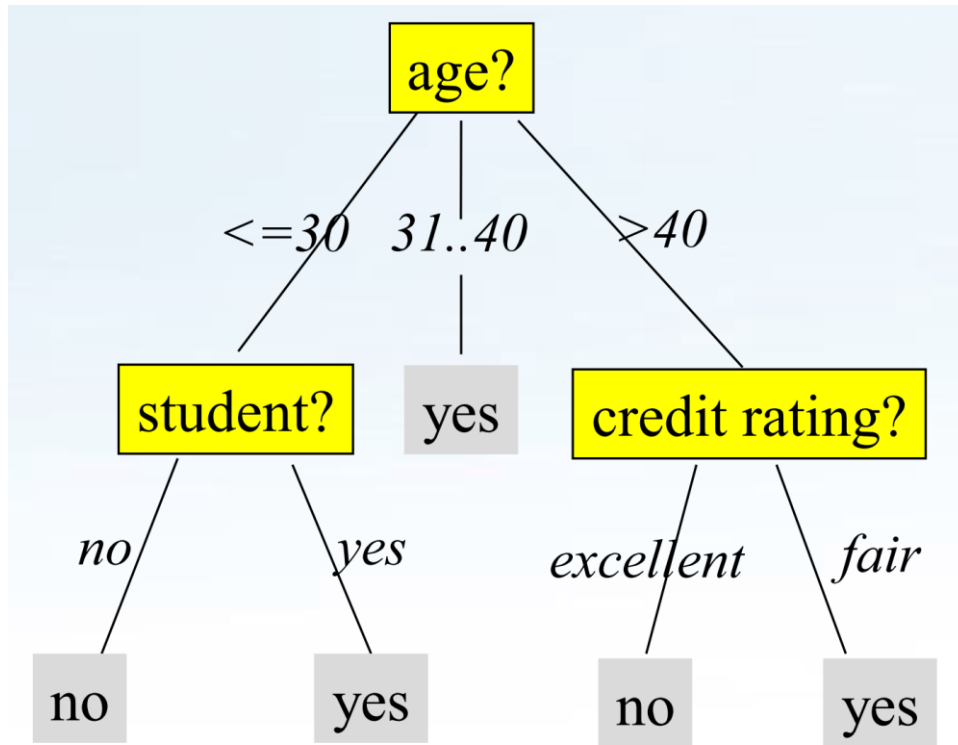 age?
<=30 31..40 >40
student? yes credit rating?
no yes excellent fair
no yes no yes